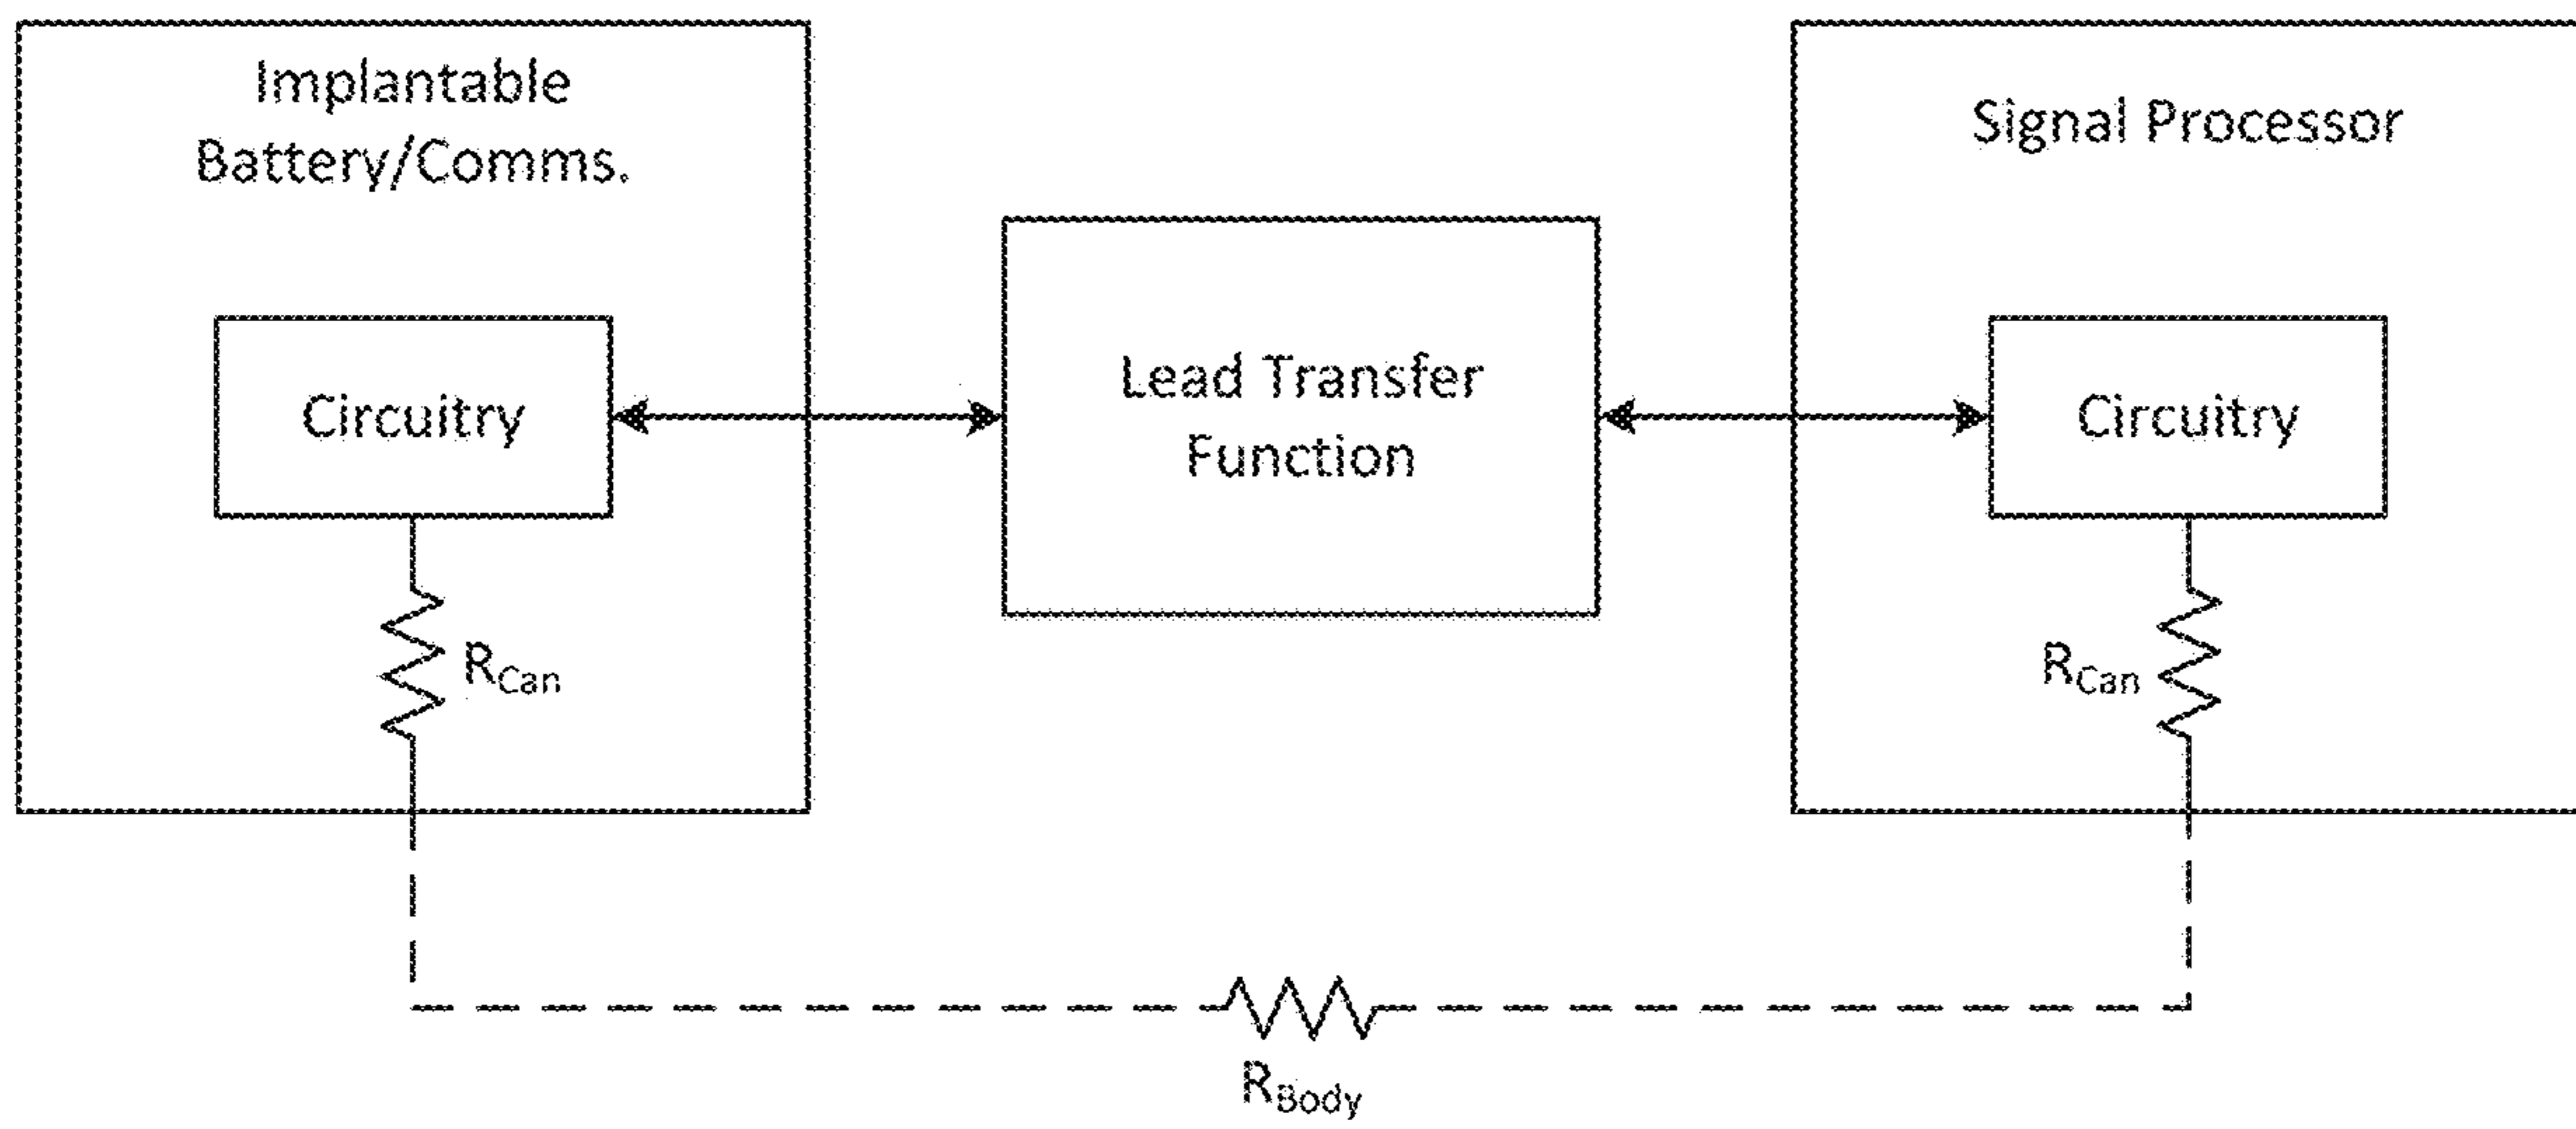 Implantable
Battery/Comms.
Signal Processor
Circuitry
Lead Transfer
Function
Circuitry
RCan
RCan
RBody